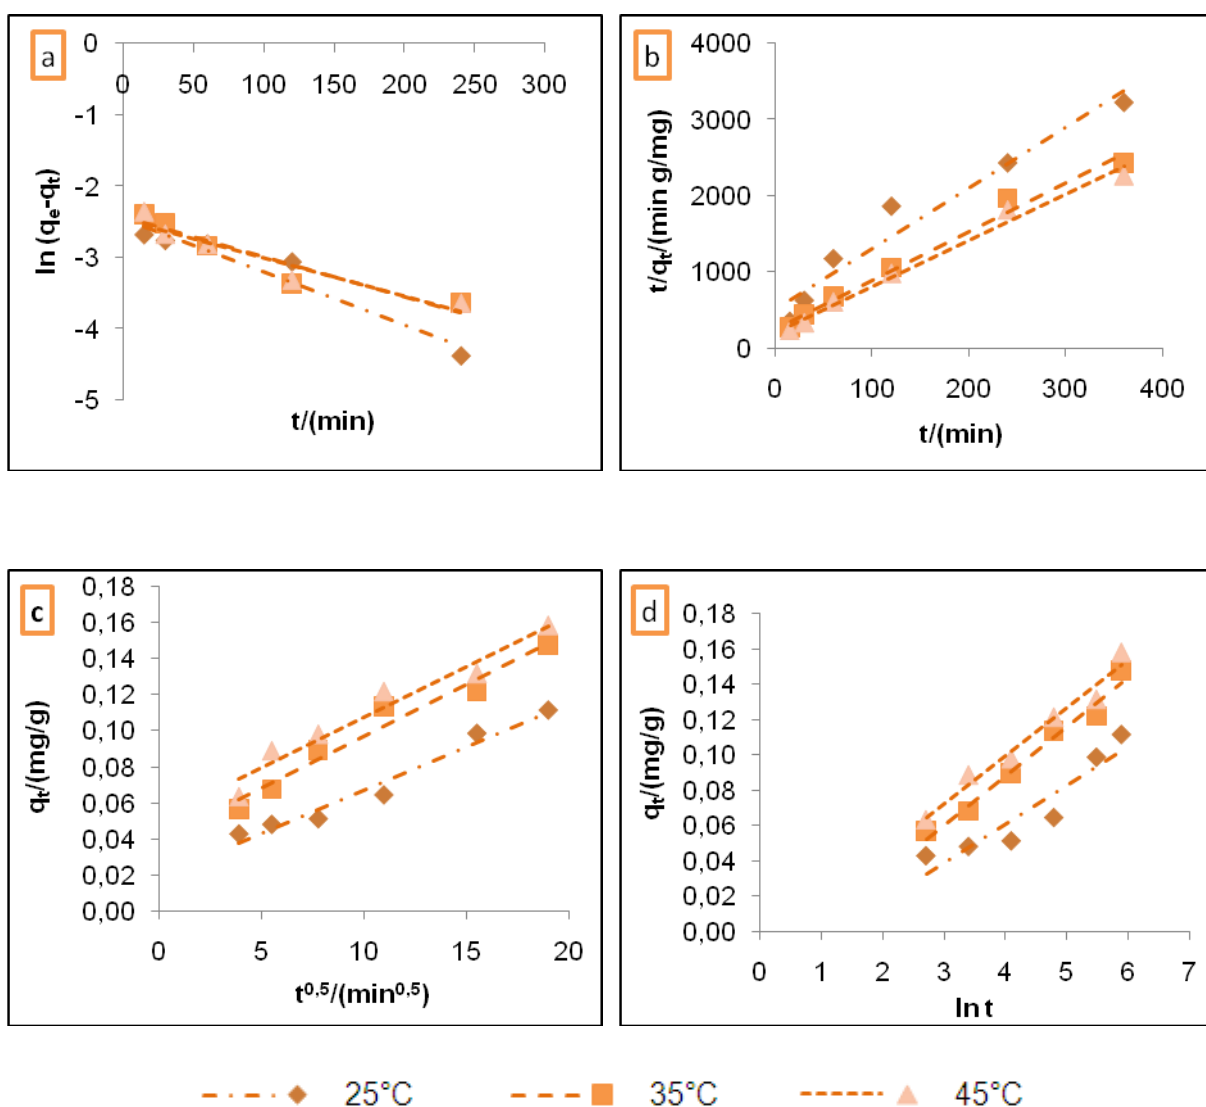 a
0
0 50 100 150 200 250 300
-1
-2
-3
-4
-5
ln (qe-qt)
t/(min)
b
4000
3000
2000
1000
0
0 100 200 300 400
t/qt/(min g/mg)
t/(min)
c
0,18
0,16
0,14
0,12
0,10
0,08
0,06
0,04
0,02
0,00
0 5 10 15 20
qt/(mg/g)
t0,5/(min0,5)
d
0,18
0,16
0,14
0,12
0,10
0,08
0,06
0,04
0,02
0,00
0 1 2 3 4 5 6 7
qt/(mg/g)
ln t
25°C 35°C 45°C